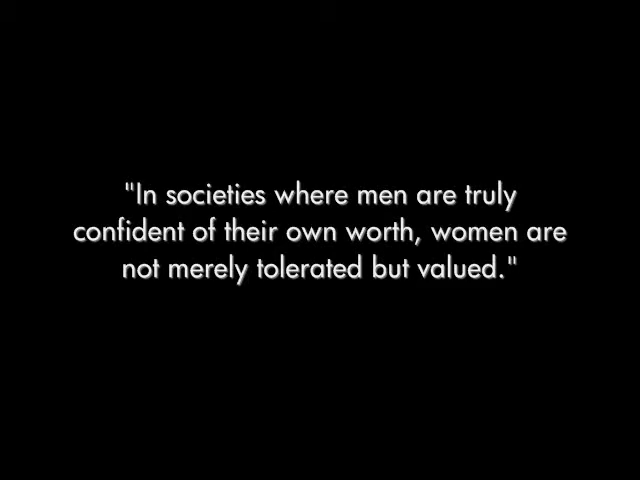 "In societies where men are truly
confident of their own worth, women are
not merely tolerated but valued."